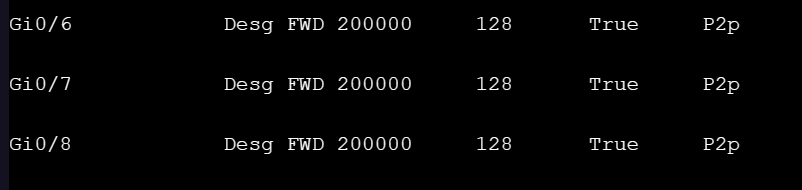 Gi0/6 Desg FWD 200000 128 True P2p
Gi0/7 Desg FWD 200000 128 True P2p
Gi0/8 Desg FWD 200000 128 True P2p